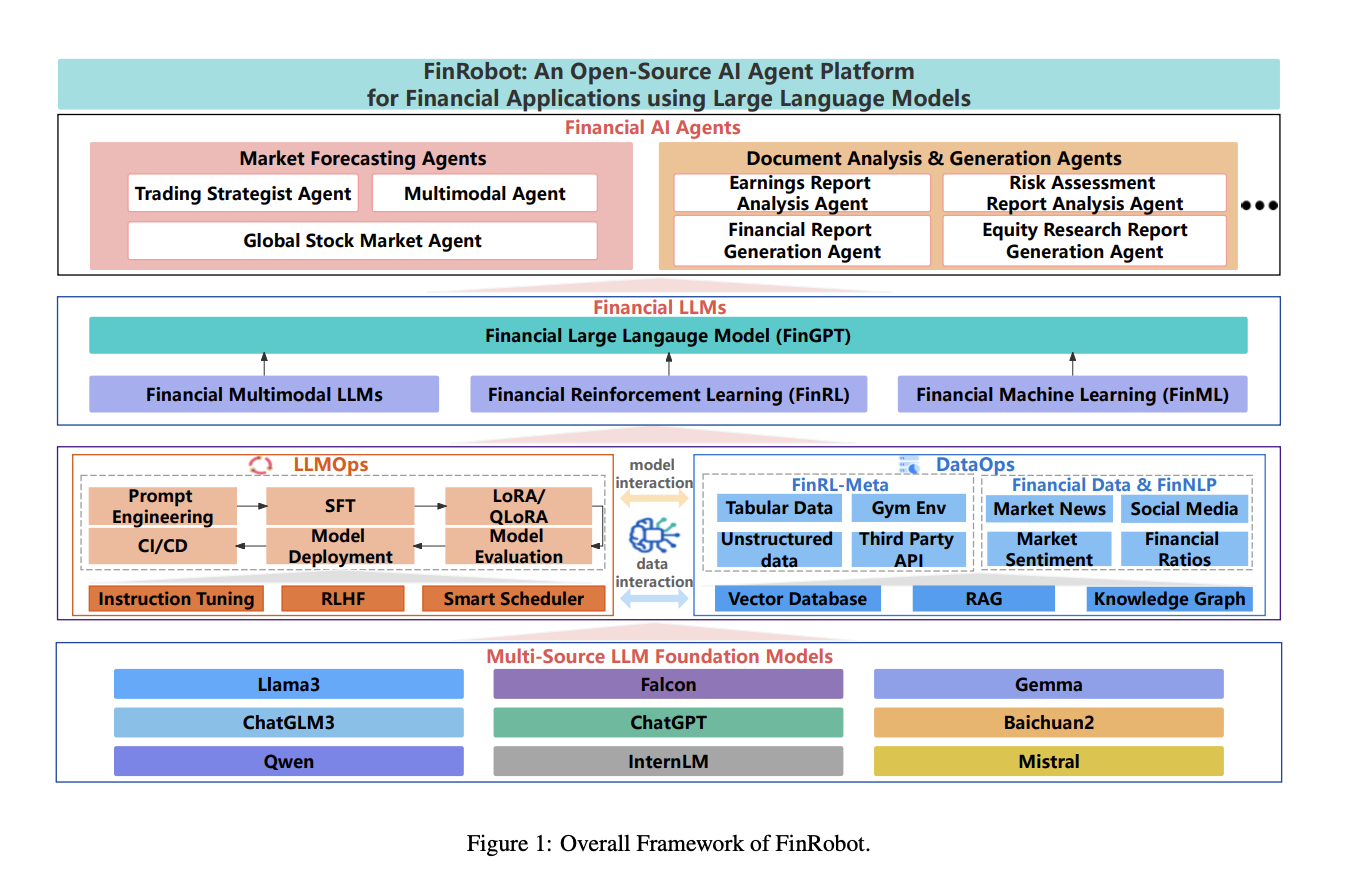 FinRobot: An Open-Source AI Agent Platform
for Financial Applications using Large Language Models
Financial AI Agents
Market Forecasting Agents
Trading Strategist Agent
Multimodal Agent
Global Stock Market Agent
Document Analysis & Generation Agents
Earnings Report
Analysis Agent
Risk Assessment
Report Analysis Agent
Financial Report
Generation Agent
Equity Research Report
Generation Agent
Financial LLMs
Financial Large Langauge Model (FinGPT)
Financial Multimodal LLMs
Financial Reinforcement Learning (FinRL)
Financial Machine Learning (FinML)
LLMOps
Prompt
Engineering
SFT
LoRA/
QLoRA
CI/CD
Model
Deployment
Model
Evaluation
Instruction Tuning
RLHF
Smart Scheduler
model
interaction
data
interaction
DataOps
FinRL-Meta
Tabular Data
Gym Env
Unstructured
data
Third Party
API
Financial Data & FinNLP
Market News
Social Media
Market
Sentiment
Financial
Ratios
Vector Database
RAG
Knowledge Graph
Multi-Source LLM Foundation Models
Llama3
Falcon
Gemma
ChatGLM3
ChatGPT
Baichuan2
Qwen
InternLM
Mistral
Figure 1: Overall Framework of FinRobot.